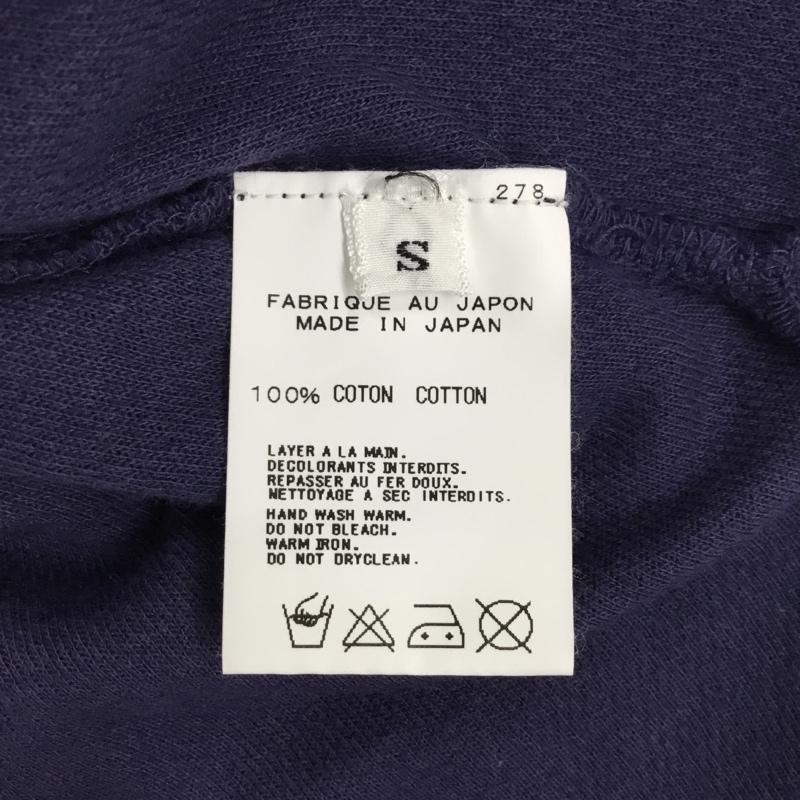 278
S
FABRIQUE AU JAPON
MADE IN JAPAN
100% COTON COTTON
LAYER A LA MAIN.
DECOLORANTS INTERDITS.
REPASSER AU FER DOUX.
NETTOYAGE A SEC INTERDITS.
HAND WASH WARM.
DO NOT BLEACH.
WARM IRON.
DO NOT DRYCLEAN.